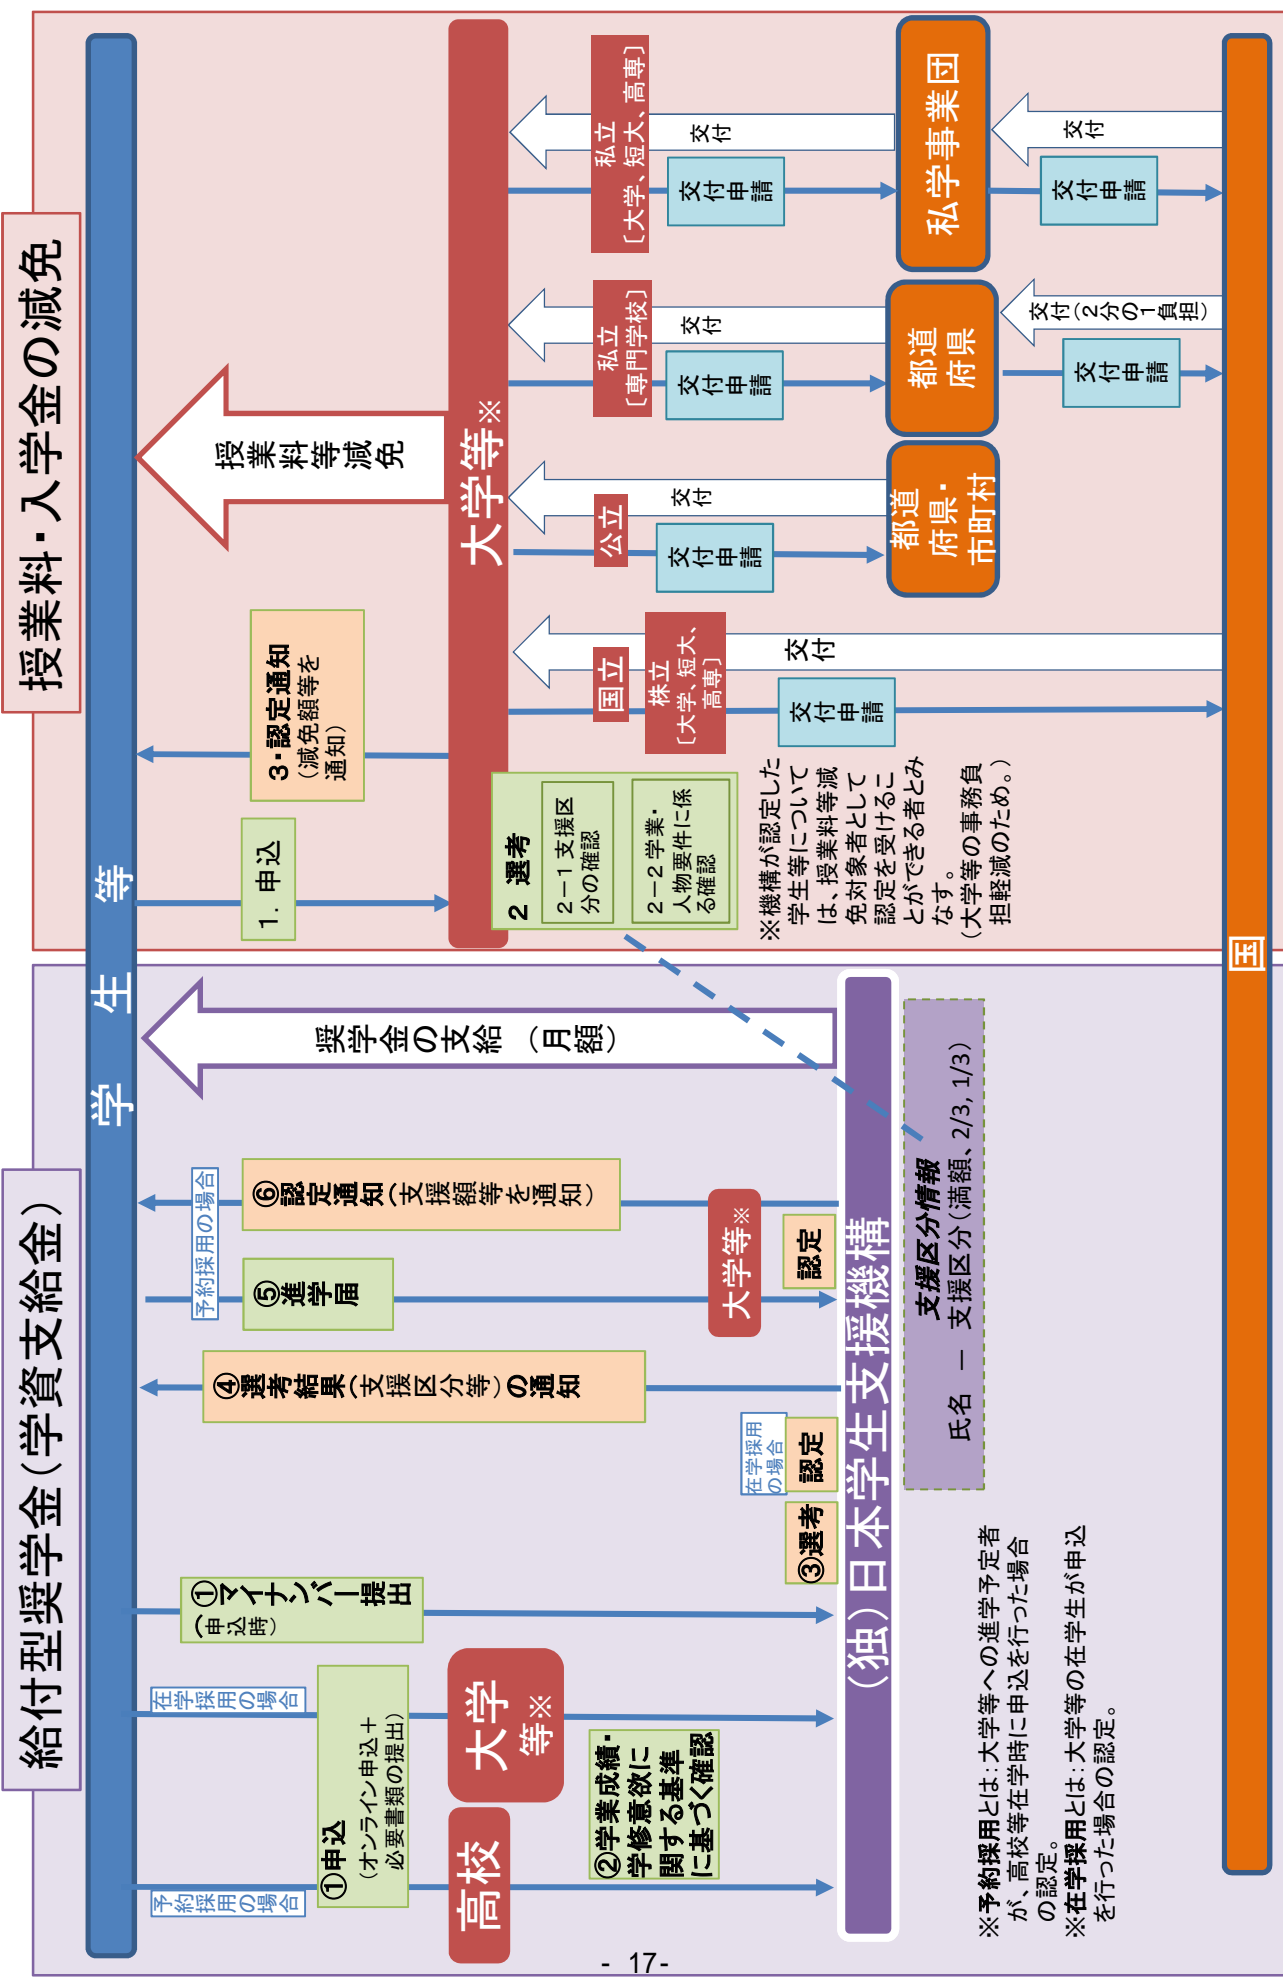 給付型奨学金(学資支給金)
授業料・入学金の減免
学 生 等
予約採用の場合
在学採用の場合
①申込
(オンライン申込+
必要書類の提出)
高校
大学
等※
②学業成績・
学修意欲に
関する基準
に基づく確認
①マイナンバー提出
(申込時)
③選考
在学採用
の場合
認定
④選考結果(支援区分等)の通知
予約採用の場合
⑤進学届
⑥認定通知(支援額等を通知)
大学等※
認定
奨学金の支給 (月額)
(独)日本学生支援機構
支援区分情報
氏名 ― 支援区分(満額、2/3, 1/3)
※予約採用とは:大学等への進学予定者
が、高校等在学時に申込を行った場合
の認定。
※在学採用とは:大学等の在学生が申込
を行った場合の認定。
1. 申込
3・認定通知
(減免額等を
通知)
授業料等減免
大学等※
2 選考
2-1 支援区
分の確認
2-2 学業・
人物要件に係
る確認
※機構が認定した
学生等について
は、授業料等減
免対象者として
認定を受けるこ
とができる者とみ
なす。
(大学等の事務負
担軽減のため。)
国立
株立
[大学、短大、
高専]
交付
申請
交付
公立
交付
申請
交付
都道
府県・
市町村
私立
[専門学校]
交付
申請
交付
都道
府県
交付
申請
交付(2分の1負担)
私立
[大学、短大、高専]
交付
申請
交付
私学事業団
交付
申請
交付
国
- 17-